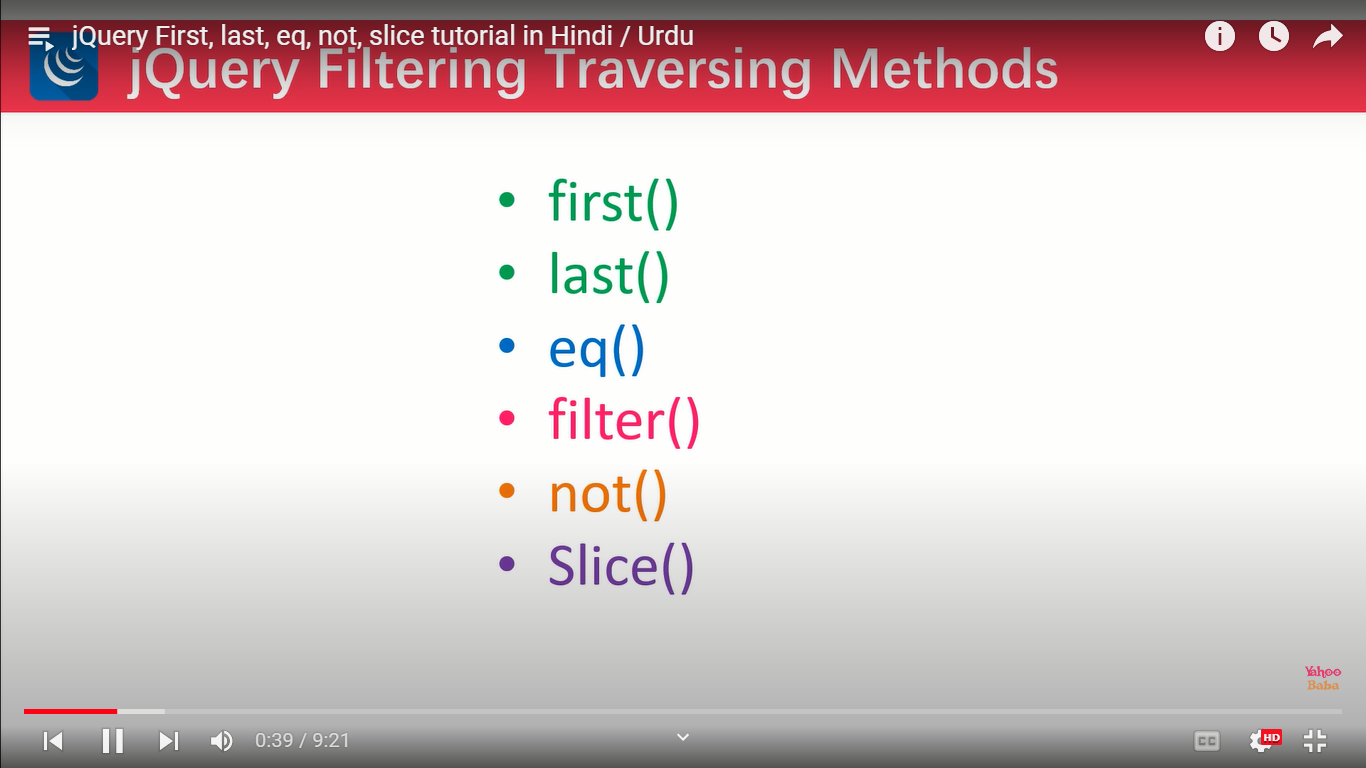 jQuery First, last, eq, not, slice tutorial in Hindi / Urdu
jQuery Filtering Traversing Methods
• first()
• last()
• eq()
• filter()
• not()
• Slice()
Yahoo
Baba
0:39 / 9:21
CC
HD